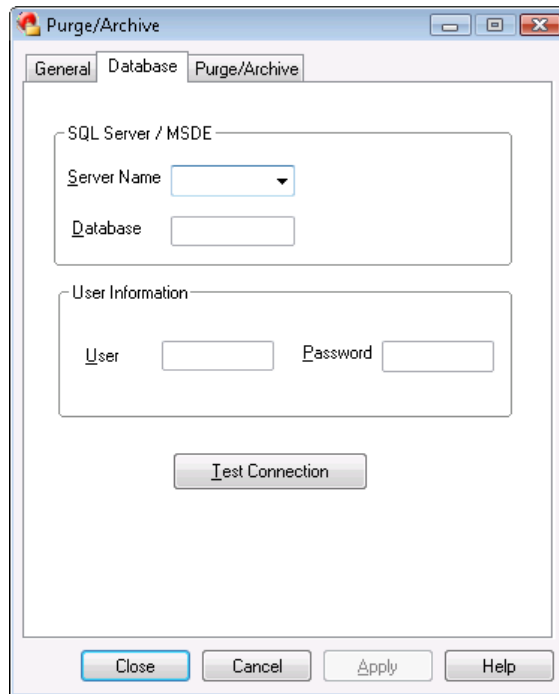 Purge/Archive
General Database Purge/Archive
SQL Server / MSDE
Server Name
Database
User Information
User Password
Test Connection
Close Cancel Apply Help